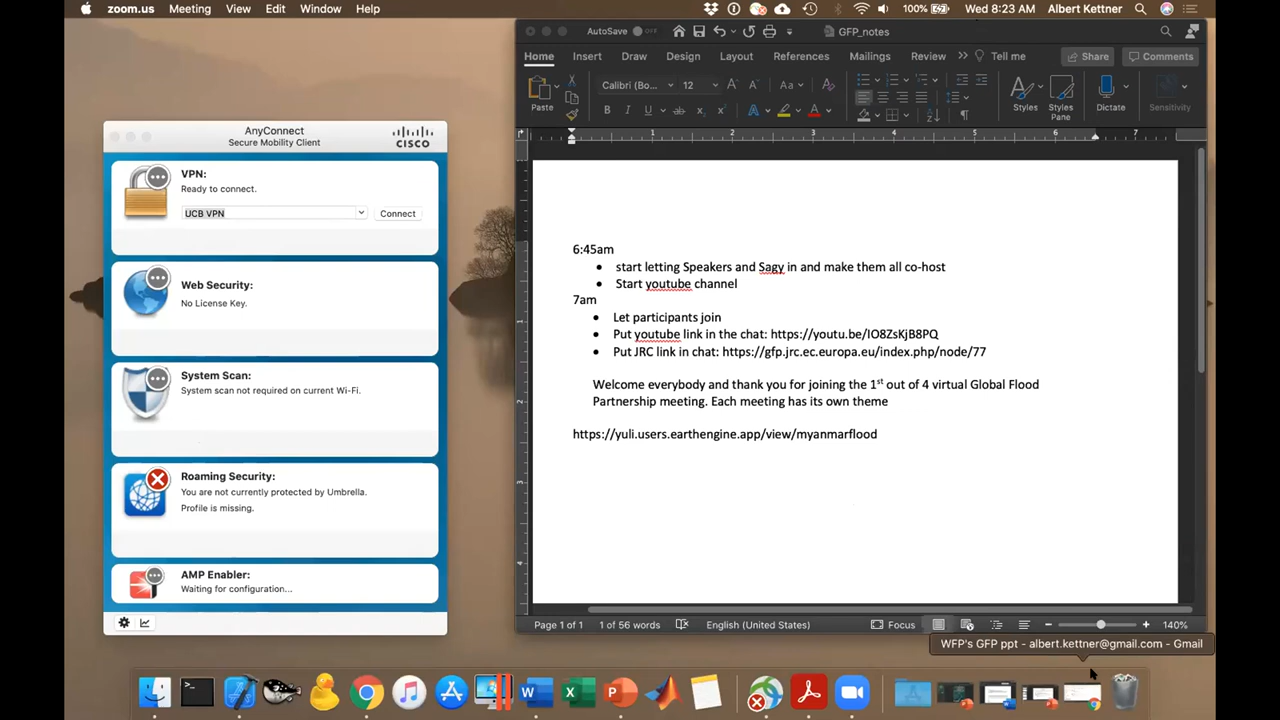 zoom.us Meeting View Edit Window Help
100% Wed 8:23 AM Albert Kettner
AnyConnect
Secure Mobility Client
CISCO
VPN:
Ready to connect.
UCB VPN
Connect
Web Security:
No License Key.
System Scan:
System scan not required on current Wi-Fi.
Roaming Security:
You are not currently protected by Umbrella.
Profile is missing.
AMP Enabler:
Waiting for configuration...
AutoSave OFF GFP_notes
Home Insert Draw Design Layout References Mailings Review Tell me Share Comments
Paste Calibri (Bo... 12 Styles Styles Pane Dictate Sensitivity
1 2 3 4 5 6 7
6:45am
• start letting Speakers and Sagy in and make them all co-host
• Start youtube channel
7am
• Let participants join
• Put youtube link in the chat: https://youtu.be/IO8ZsKjB8PQ
• Put JRC link in chat: https://gfp.jrc.ec.europa.eu/index.php/node/77
Welcome everybody and thank you for joining the 1st out of 4 virtual Global Flood
Partnership meeting. Each meeting has its own theme
https://yuli.users.earthengine.app/view/myanmarflood
Page 1 of 1 1 of 56 words English (United States) Focus 140%
WFP's GFP ppt - albert.kettner@gmail.com - Gmail